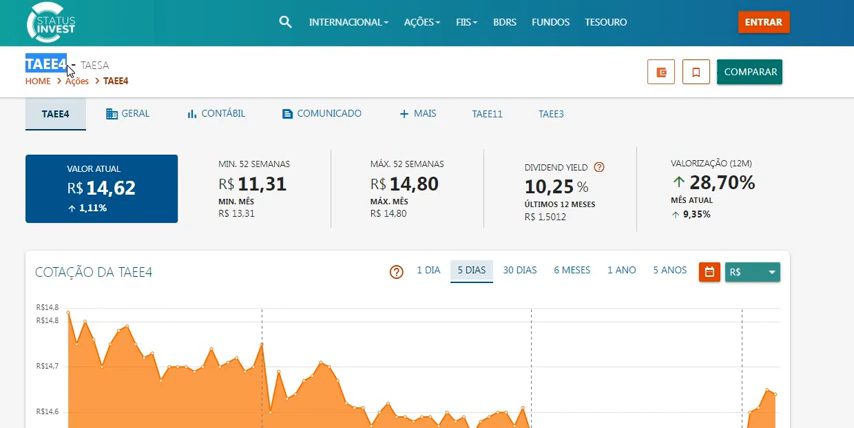 STATUS
INVEST
INTERNACIONAL AÇÕES FIIS BDRS FUNDOS TESOURO ENTRAR
TAEE4 - TAESA
HOME > Ações > TAEE4
COMPARAR
TAEE4 GERAL CONTÁBIL COMUNICADO + MAIS TAEE11 TAEE3
VALOR ATUAL
R$ 14,62
↑ 1,11%
MIN. 52 SEMANAS
R$ 11,31
MIN. MÊS
R$ 13,31
MÁX. 52 SEMANAS
R$ 14,80
MÁX. MÊS
R$ 14,80
DIVIDEND YIELD ?
10,25 %
ÚLTIMOS 12 MESES
R$ 1,5012
VALORIZAÇÃO (12M)
↑ 28,70%
MÊS ATUAL
↑ 9,35%
COTAÇÃO DA TAEE4
? 1 DIA 5 DIAS 30 DIAS 6 MESES 1 ANO 5 ANOS R$
R$14.8
R$14.8
R$14.7
R$14.6